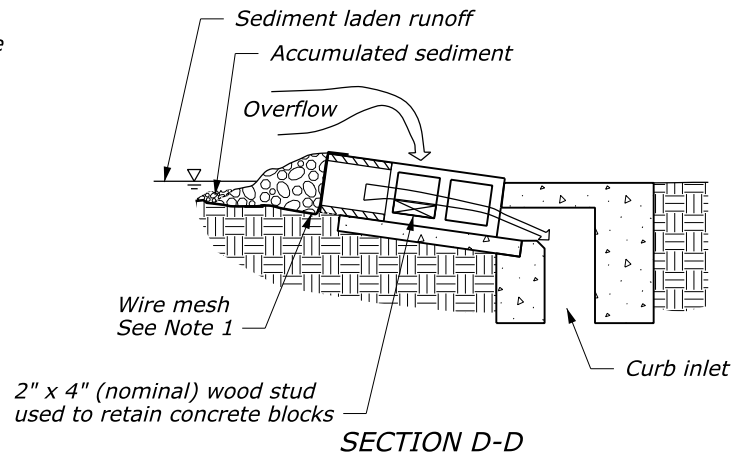 Sediment laden runoff
e
Accumulated sediment
Overflow
Wire mesh
See Note 1
Curb inlet
2" x 4" (nominal) wood stud
used to retain concrete blocks
SECTION D-D